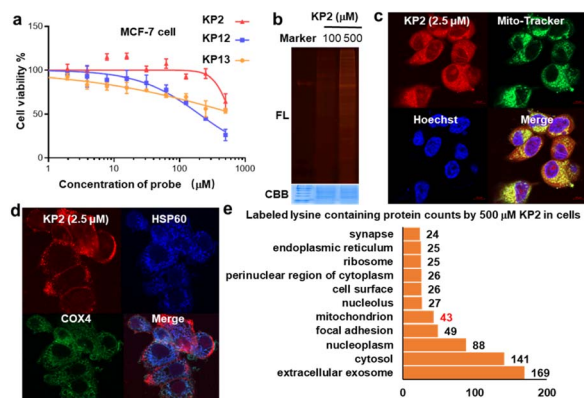 a
MCF-7 cell
KP2
KP12
KP13
Cell viability %
150
100
50
0
1
10
100
1000
Concentration of probe (μM)
b
KP2 (μM)
Marker 100 500
FL
CBB
c
KP2 (2.5 μM)
Mito-Tracker
Hoechst
Merge
d
KP2 (2.5 μM)
HSP60
COX4
Merge
e
Labeled lysine containing protein counts by 500 μM KP2 in cells
synapse 24
endoplasmic reticulum 25
ribosome 25
perinuclear region of cytoplasm 26
cell surface 26
nucleolus 27
mitochondrion 43
focal adhesion 49
nucleoplasm 88
cytosol 141
extracellular exosome 169
0 100 200